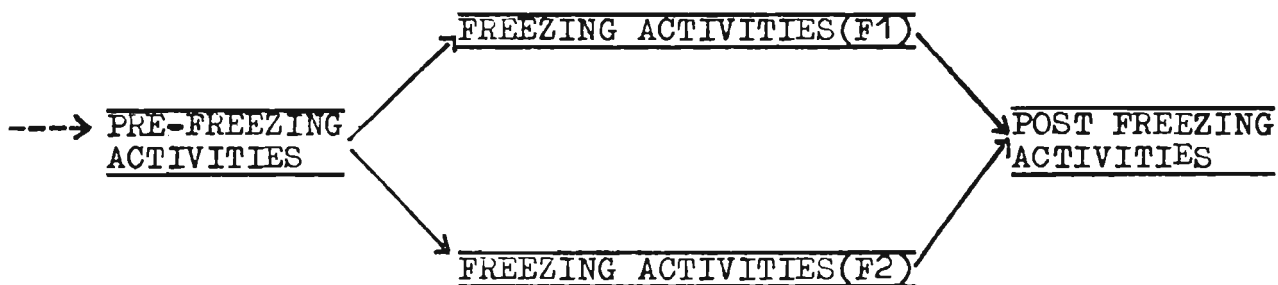 FREEZING ACTIVITIES(F1)
PRE-FREEZING
ACTIVITIES
POST FREEZING
ACTIVITIES
FREEZING ACTIVITIES(F2)